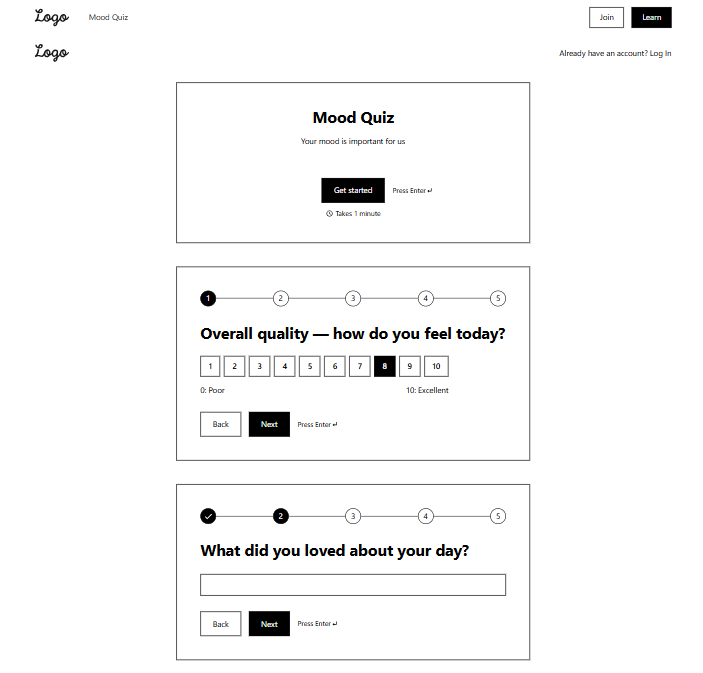 Logo Mood Quiz Join Learn
Logo Already have an account? Log In
Mood Quiz
Your mood is important for us
Get started Press Enter ↵
Takes 1 minute
1 2 3 4 5
Overall quality — how do you feel today?
1 2 3 4 5 6 7 8 9 10
0: Poor 10: Excellent
Back Next Press Enter ↵
2 3 4 5
What did you loved about your day?
Back Next Press Enter ↵